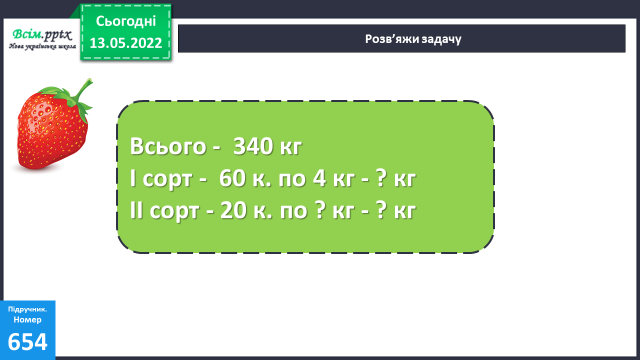 Всім.pptx
Нова українська школа
Сьогодні
13.05.2022
Розв’яжи задачу
Всього - 340 кг
І сорт - 60 к. по 4 кг - ? кг
ІІ сорт - 20 к. по ? кг - ? кг
Підручник.
Номер
654